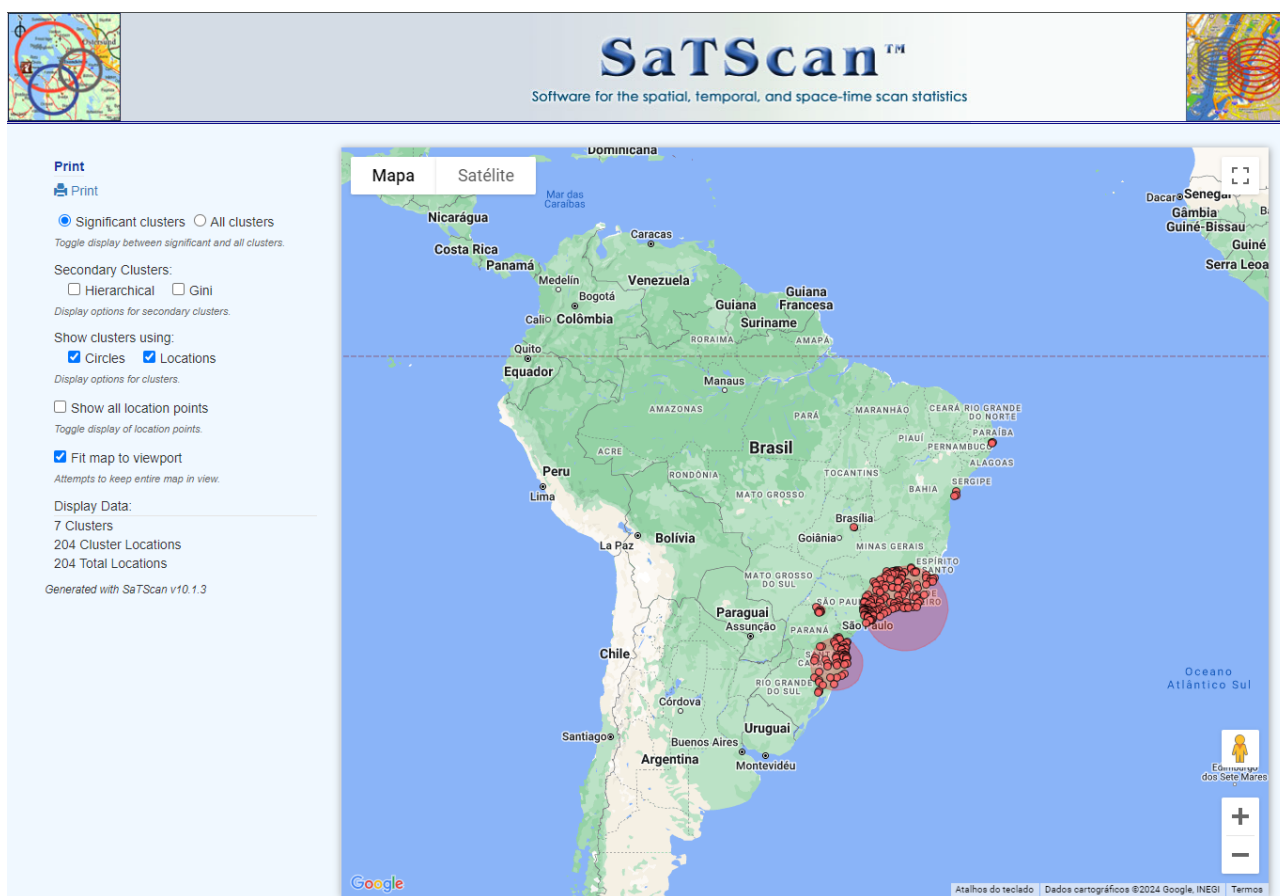 SaTScan™
Software for the spatial, temporal, and space-time scan statistics
Print
Print
Significant clusters All clusters
Toggle display between significant and all clusters.
Secondary Clusters:
Hierarchical Gini
Display options for secondary clusters.
Show clusters using:
Circles Locations
Display options for clusters.
Show all location points
Toggle display of location points.
Fit map to viewport
Attempts to keep entire map in view.
Display Data:
7 Clusters
204 Cluster Locations
204 Total Locations
Generated with SaTScan v10.1.3
Mapa Satélite
Dominicana
Mar das
Caraíbas
Nicarágua
Costa Rica
Panamá
Caracas
Medelín
Venezuela
Bogotá
Cali
Colômbia
Guiana
Guiana
Francesa
Suriname
RORAIMA
AMAPÁ
Quito
Equador
Manaus
AMAZONAS
PARÁ
MARANHÃO
CEARÁ
RIO GRANDE
DO NORTE
PARAÍBA
PIAUÍ
PERNAMBUCO
ALAGOAS
ACRE
Brasil
Peru
RONDÔNIA
TOCANTINS
SERGIPE
Lima
MATO GROSSO
BAHIA
Brasília
La Paz
Bolívia
Goiânia
MINAS GERAIS
ESPÍRITO
SANTO
MATO GROSSO
DO SUL
Paraguai
Assunção
PARANÁ
São Paulo
Chile
RIO GRANDE
DO SUL
Córdova
Uruguai
Santiago
Buenos Aires
Argentina
Montevidéu
Dacar
Gâmbia
Guiné-Bissau
Guiné
Serra Leoa
Oceano
Atlântico Sul
dos Sete Mares
Google
Atalhos do teclado
Dados cartográficos ©2024 Google, INEGI
Termos